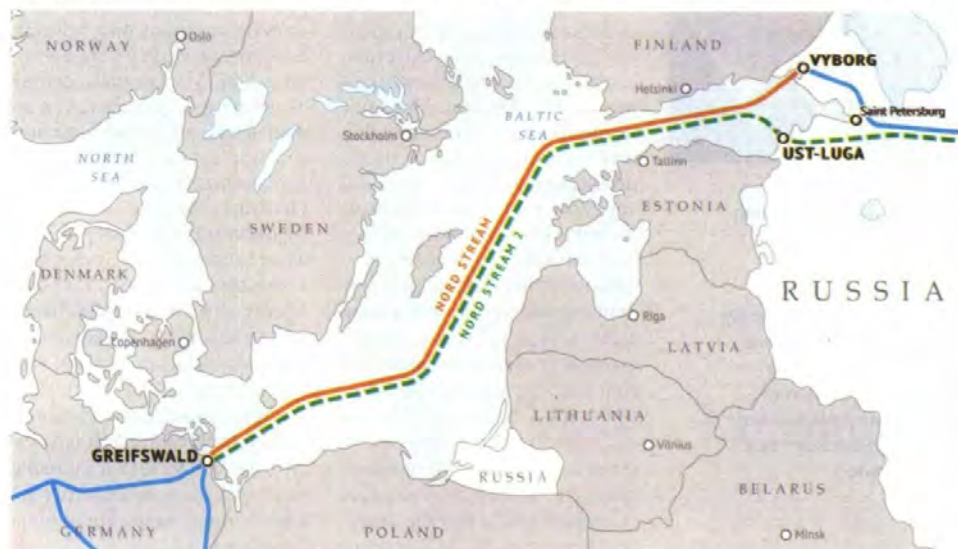 NORWAY
Oslo
FINLAND
VYBORG
Helsinki
Saint Petersburg
BALTIC
SEA
Stockholm
UST-LUGA
NORTH
SEA
Tallinn
ESTONIA
SWEDEN
NORD STREAM
NORD STREAM 2
DENMARK
RUSSIA
Riga
Copenhagen
LATVIA
LITHUANIA
Vilnius
GREIFSWALD
RUSSIA
BELARUS
GERMANY
POLAND
Minsk